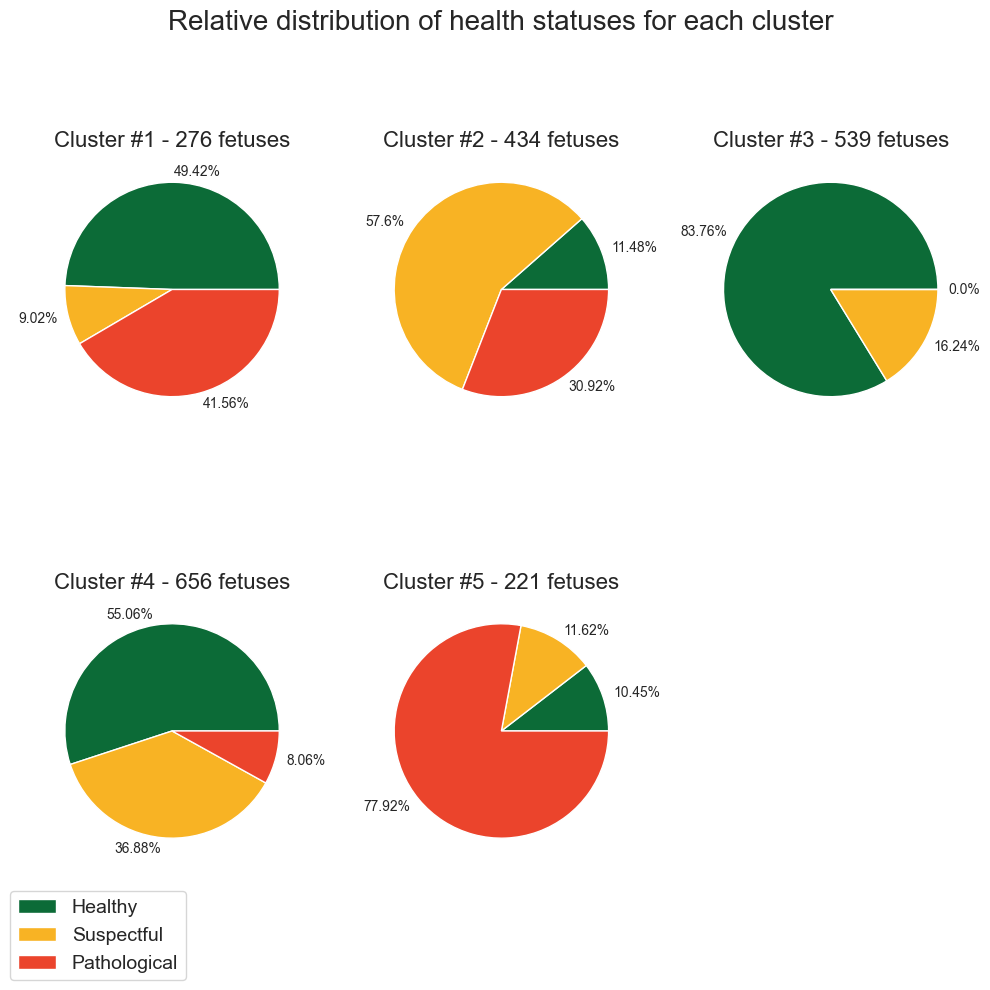 Relative distribution of health statuses for each cluster
Cluster #1 - 276 fetuses
49.42%
9.02%
41.56%
Cluster #2 - 434 fetuses
57.6%
11.48%
30.92%
Cluster #3 - 539 fetuses
83.76%
0.0%
16.24%
Cluster #4 - 656 fetuses
55.06%
8.06%
36.88%
Cluster #5 - 221 fetuses
11.62%
10.45%
77.92%
Healthy
Suspectful
Pathological